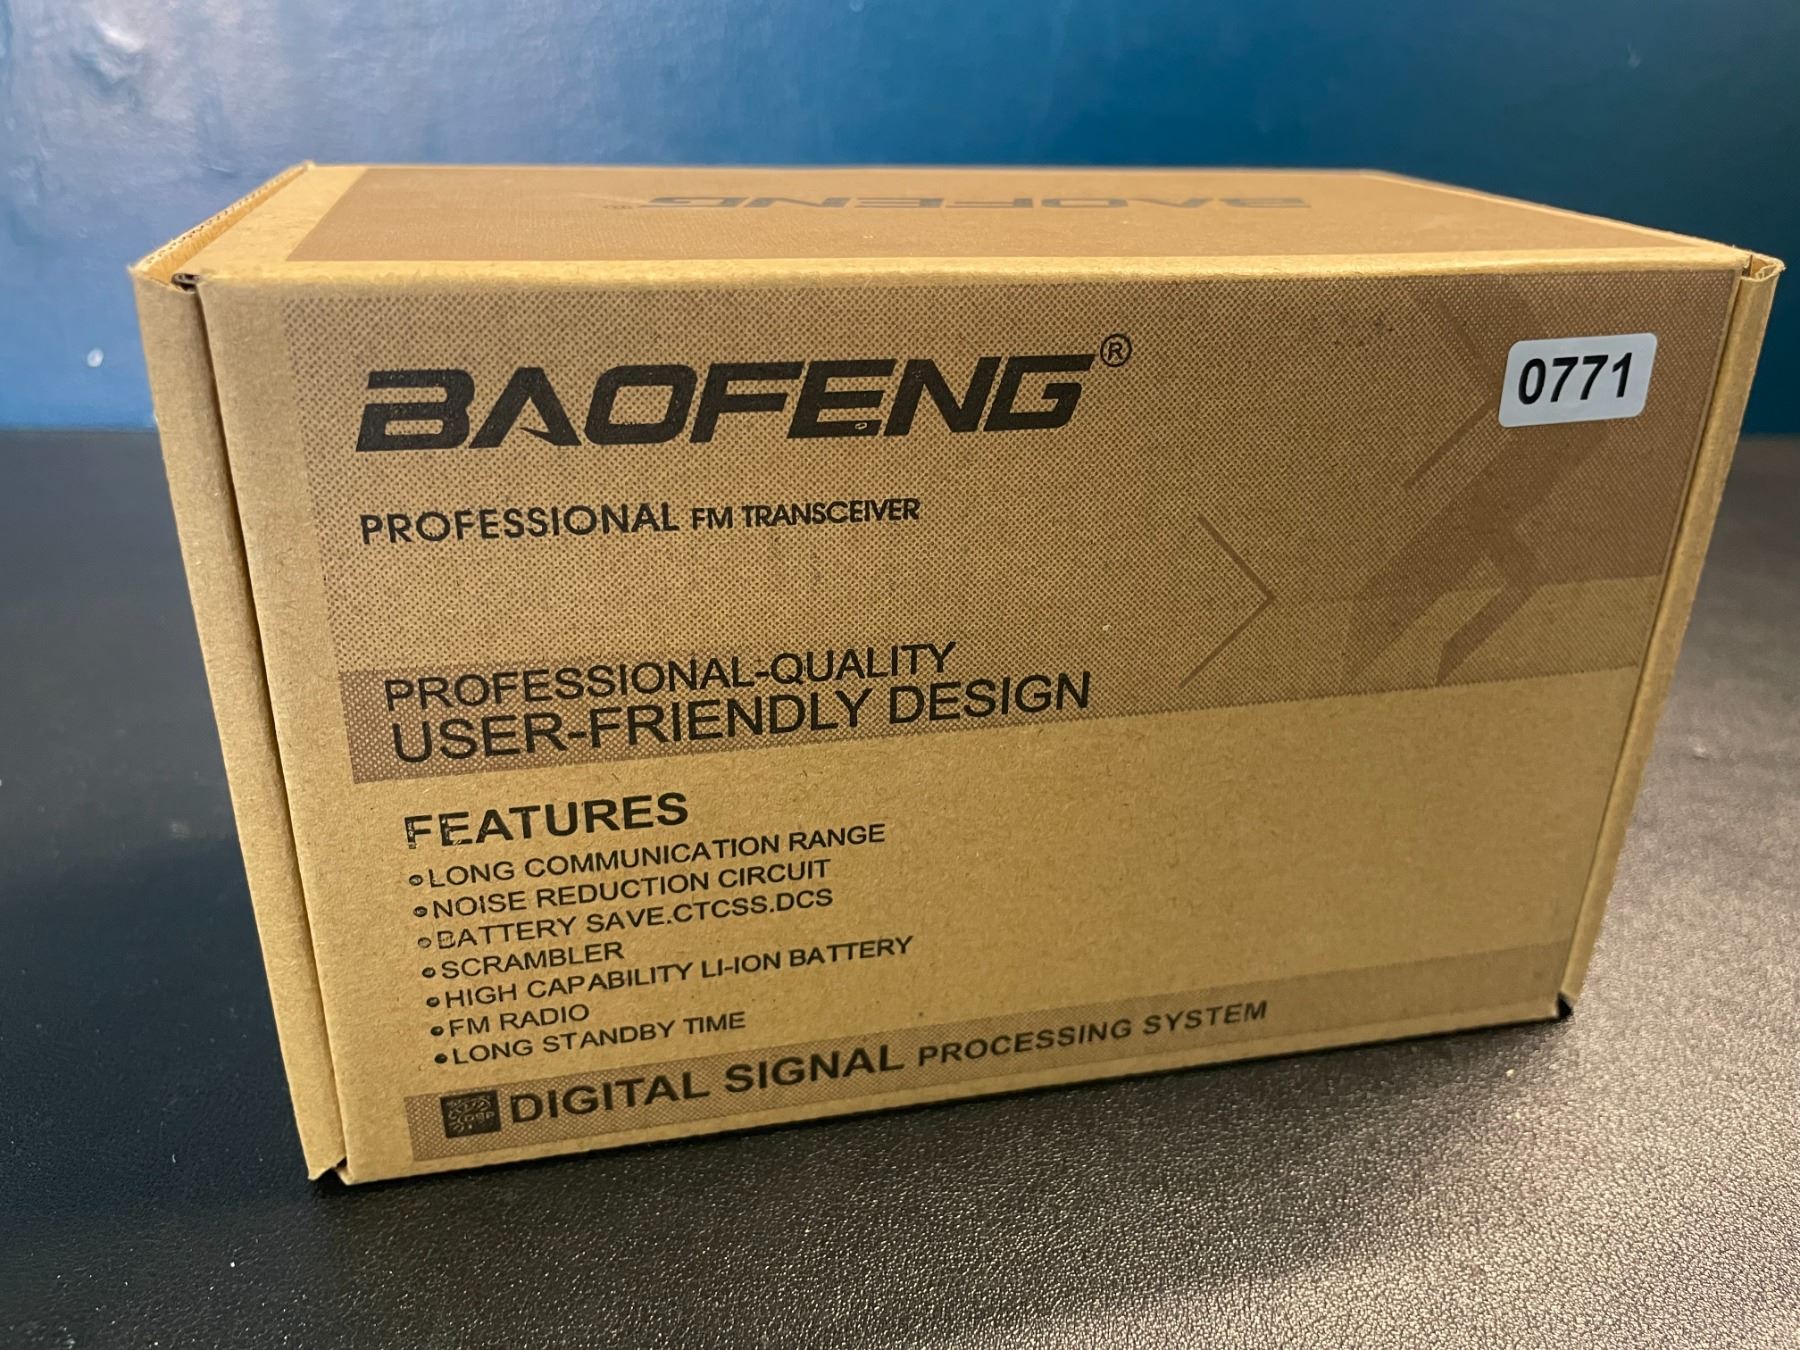 BAOFENG®
BAOFENG®
0771
PROFESSIONAL FM TRANSCEIVER
PROFESSIONAL-QUALITY
USER-FRIENDLY DESIGN
FEATURES
•LONG COMMUNICATION RANGE
•NOISE REDUCTION CIRCUIT
•BATTERY SAVE.CTCSS.DCS
•SCRAMBLER
•HIGH CAPABILITY LI-ION BATTERY
•FM RADIO
•LONG STANDBY TIME
DIGITAL SIGNAL PROCESSING SYSTEM